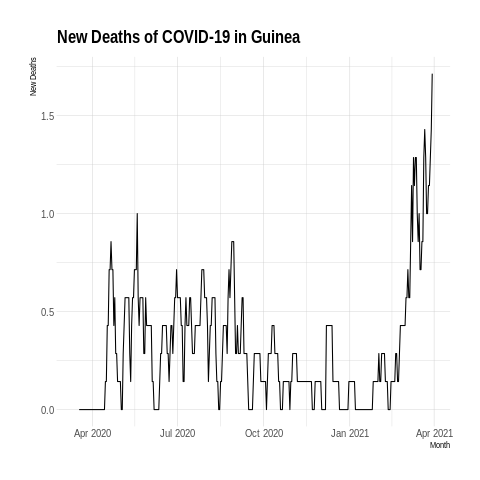 New Deaths of COVID-19 in Guinea
New Deaths
1.5
1.0
0.5
0.0
Apr 2020 Jul 2020 Oct 2020 Jan 2021 Apr 2021
Month